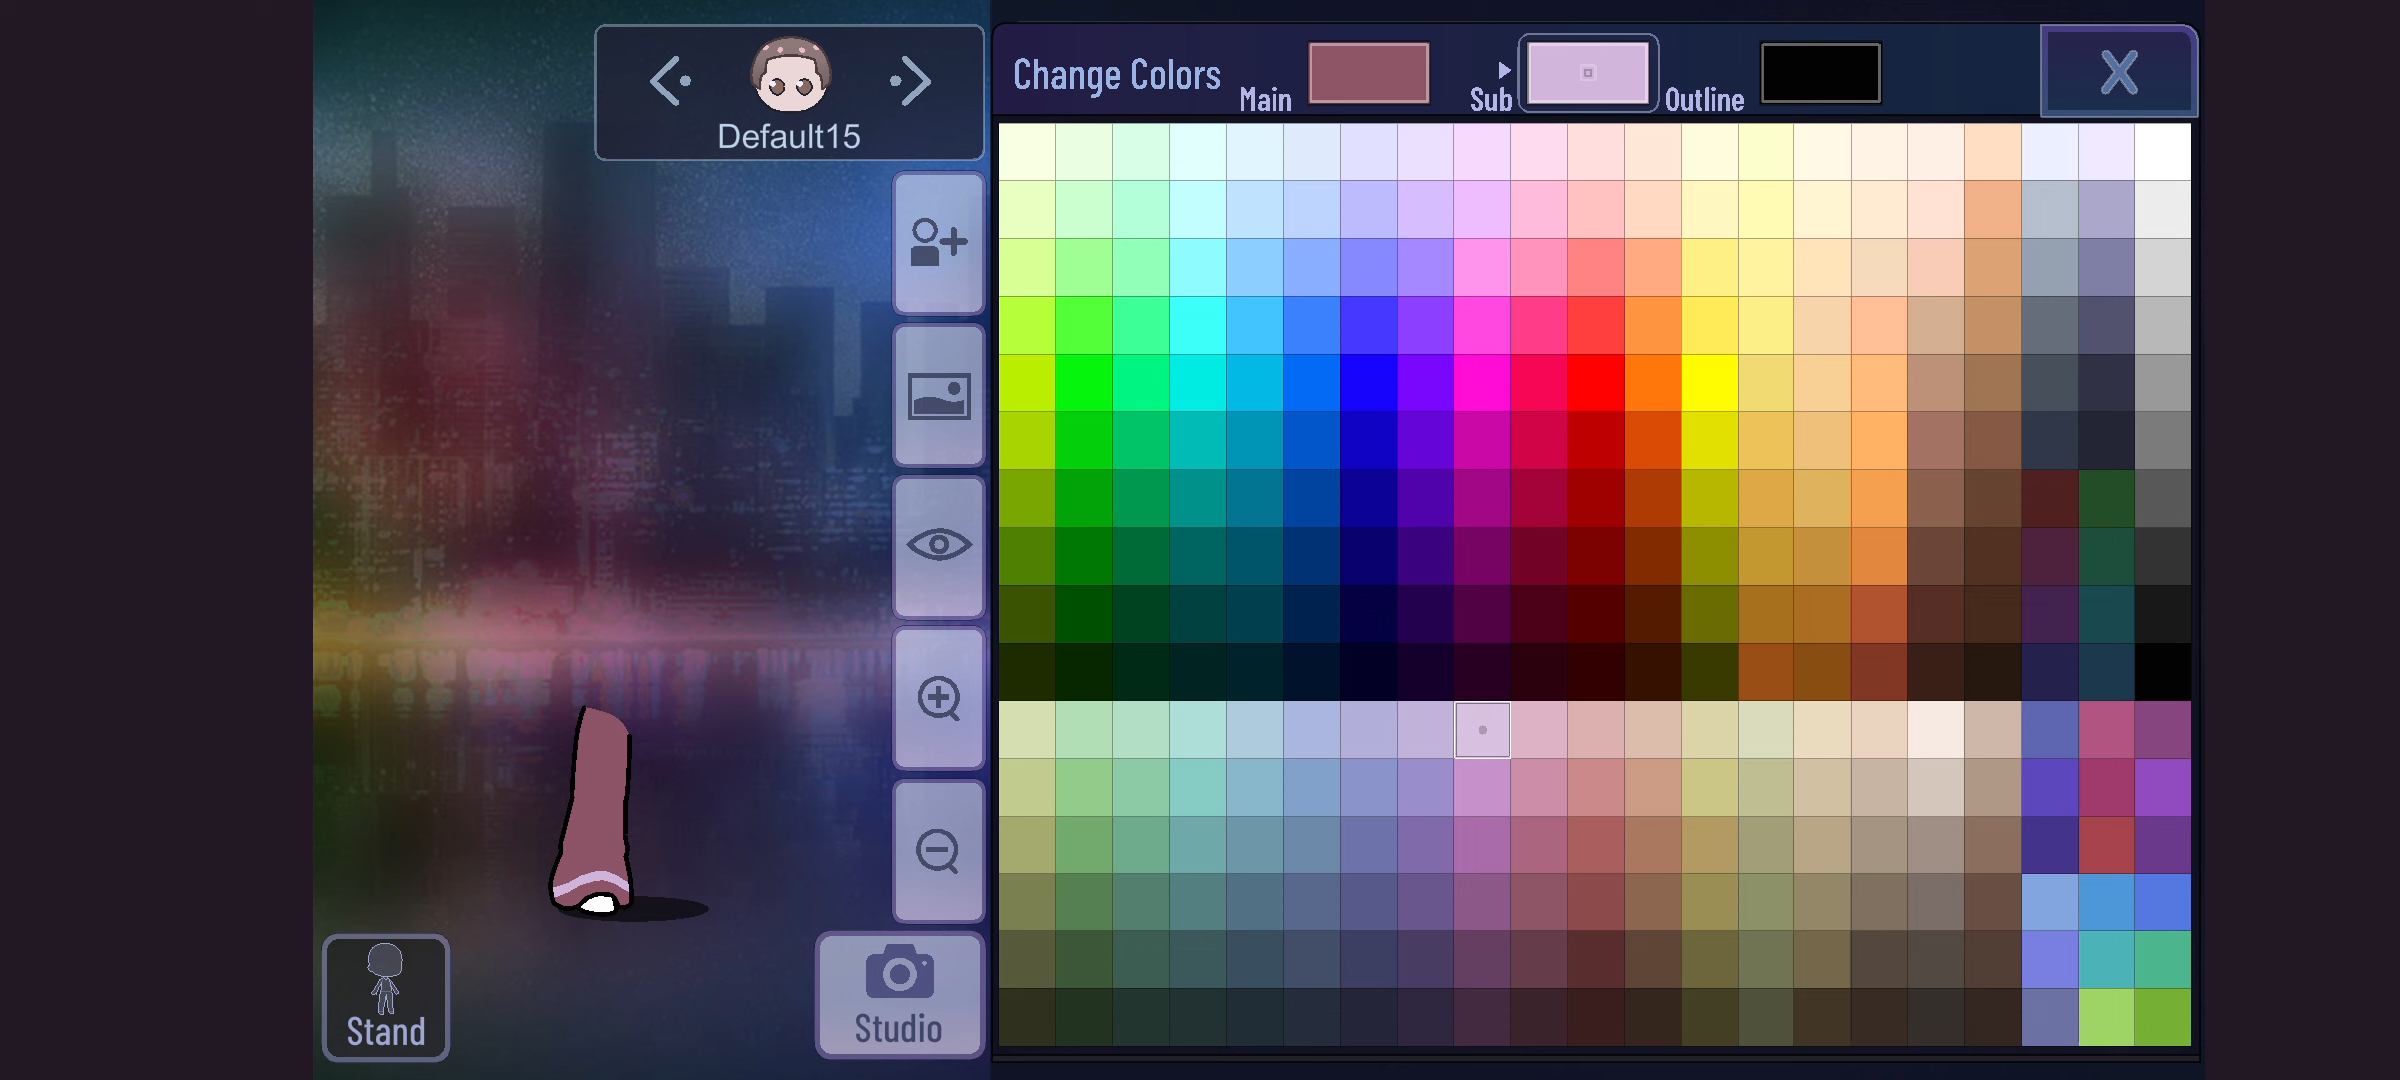 Default15
Change Colors
Main
Sub
Outline
X
Stand
Studio